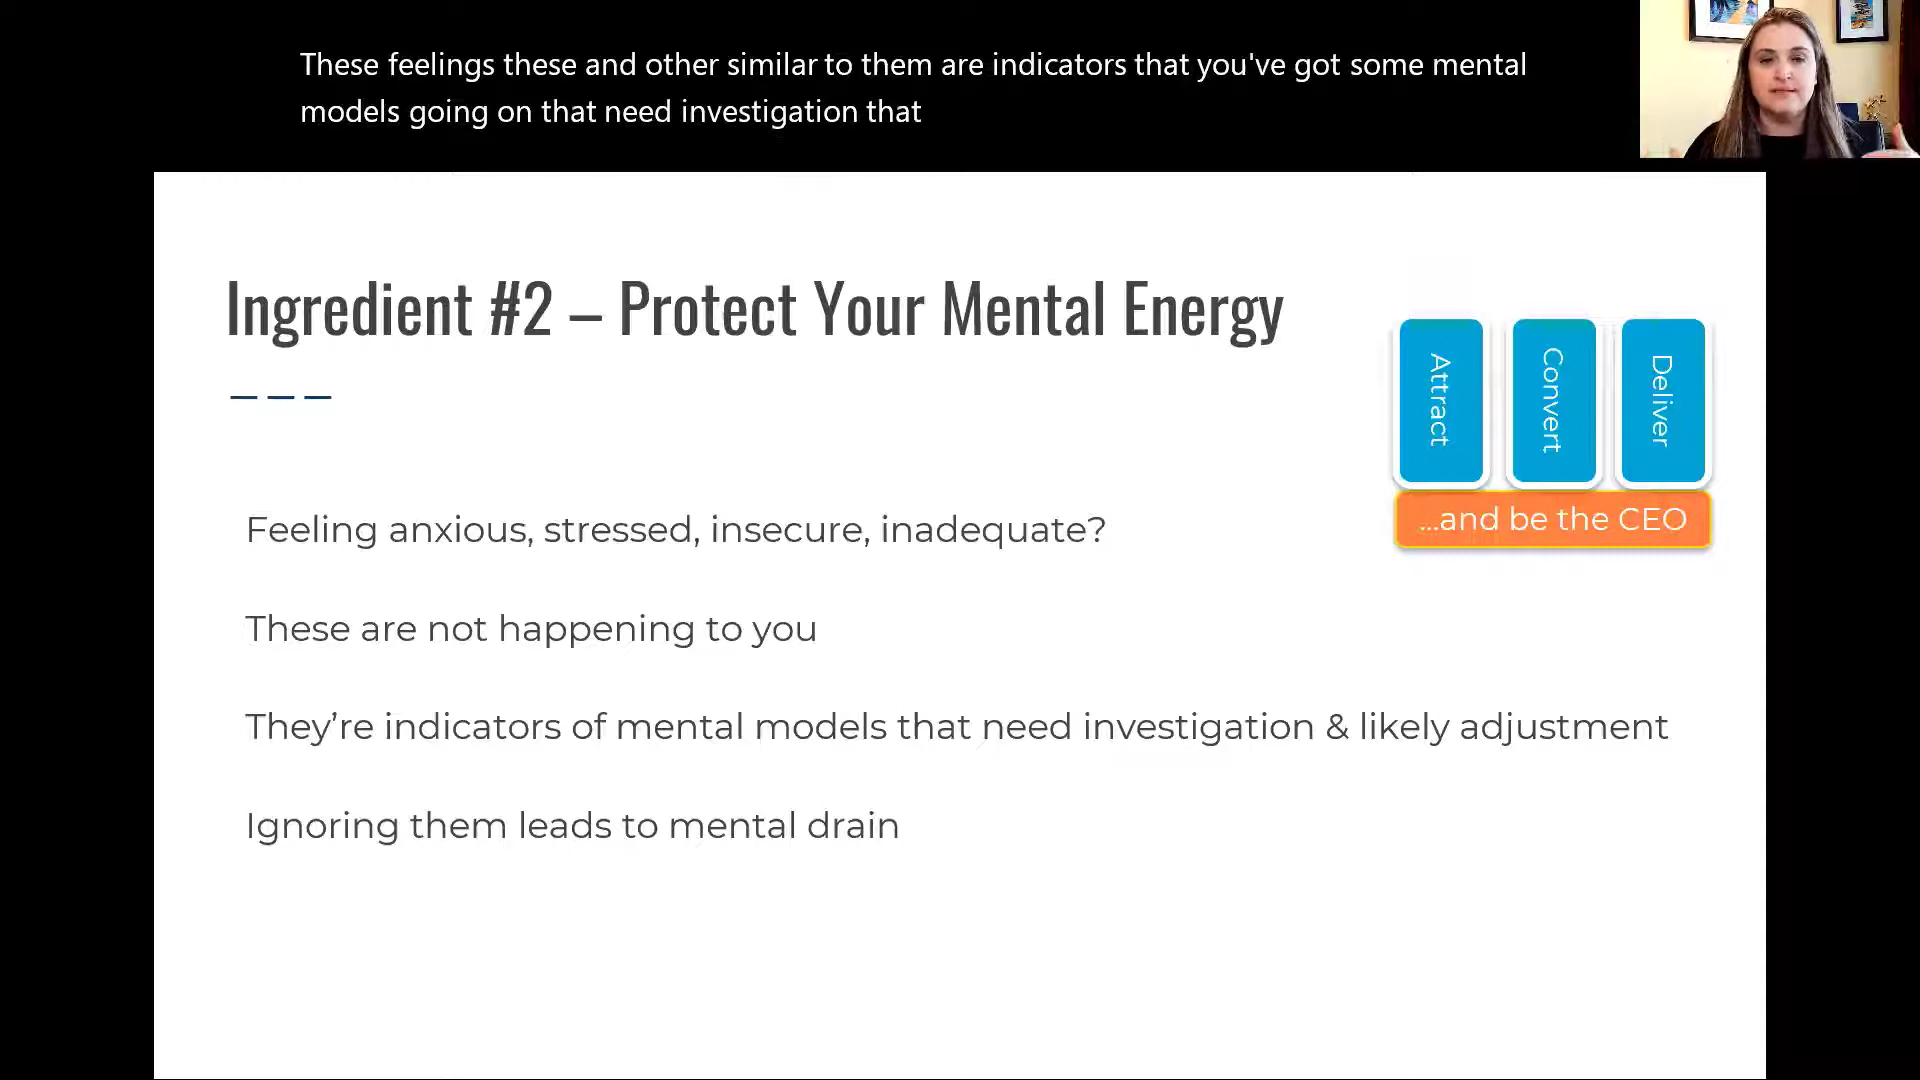 These feelings these and other similar to them are indicators that you've got some mental
models going on that need investigation that
Ingredient #2 – Protect Your Mental Energy
Attract
Convert
Deliver
...and be the CEO
Feeling anxious, stressed, insecure, inadequate?
These are not happening to you
They’re indicators of mental models that need investigation & likely adjustment
Ignoring them leads to mental drain